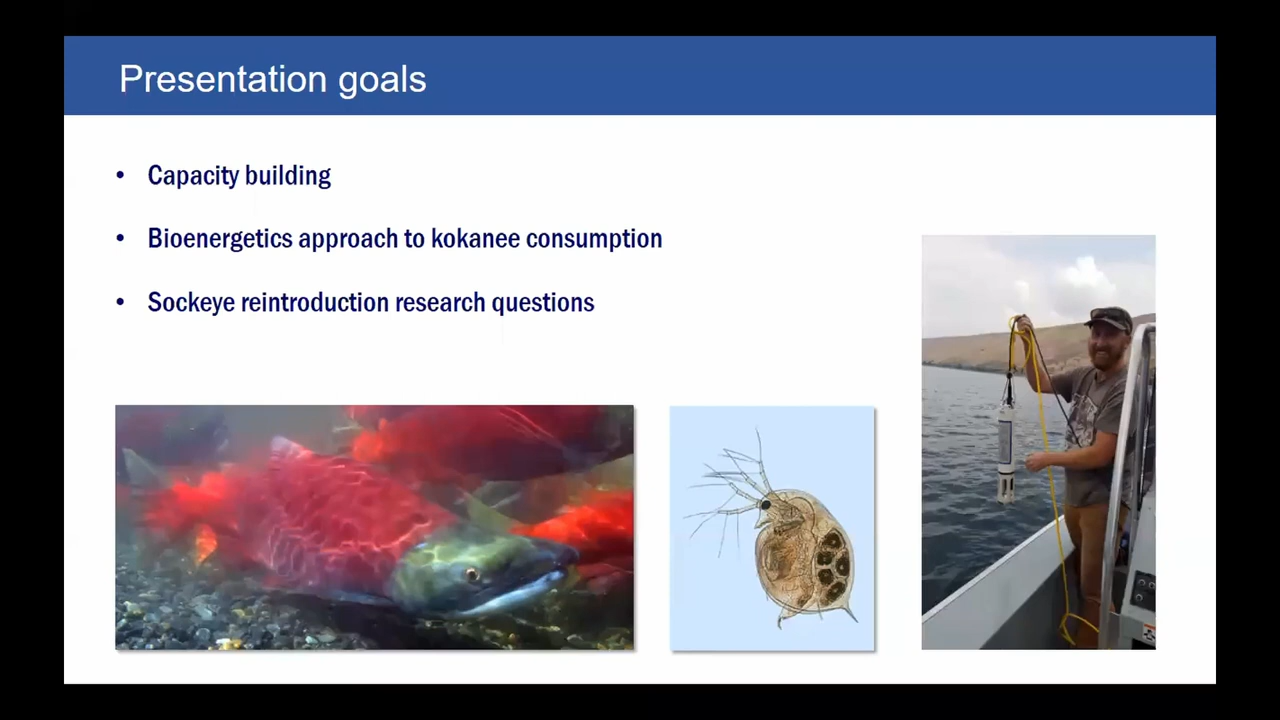 Presentation goals
• Capacity building
• Bioenergetics approach to kokanee consumption
• Sockeye reintroduction research questions